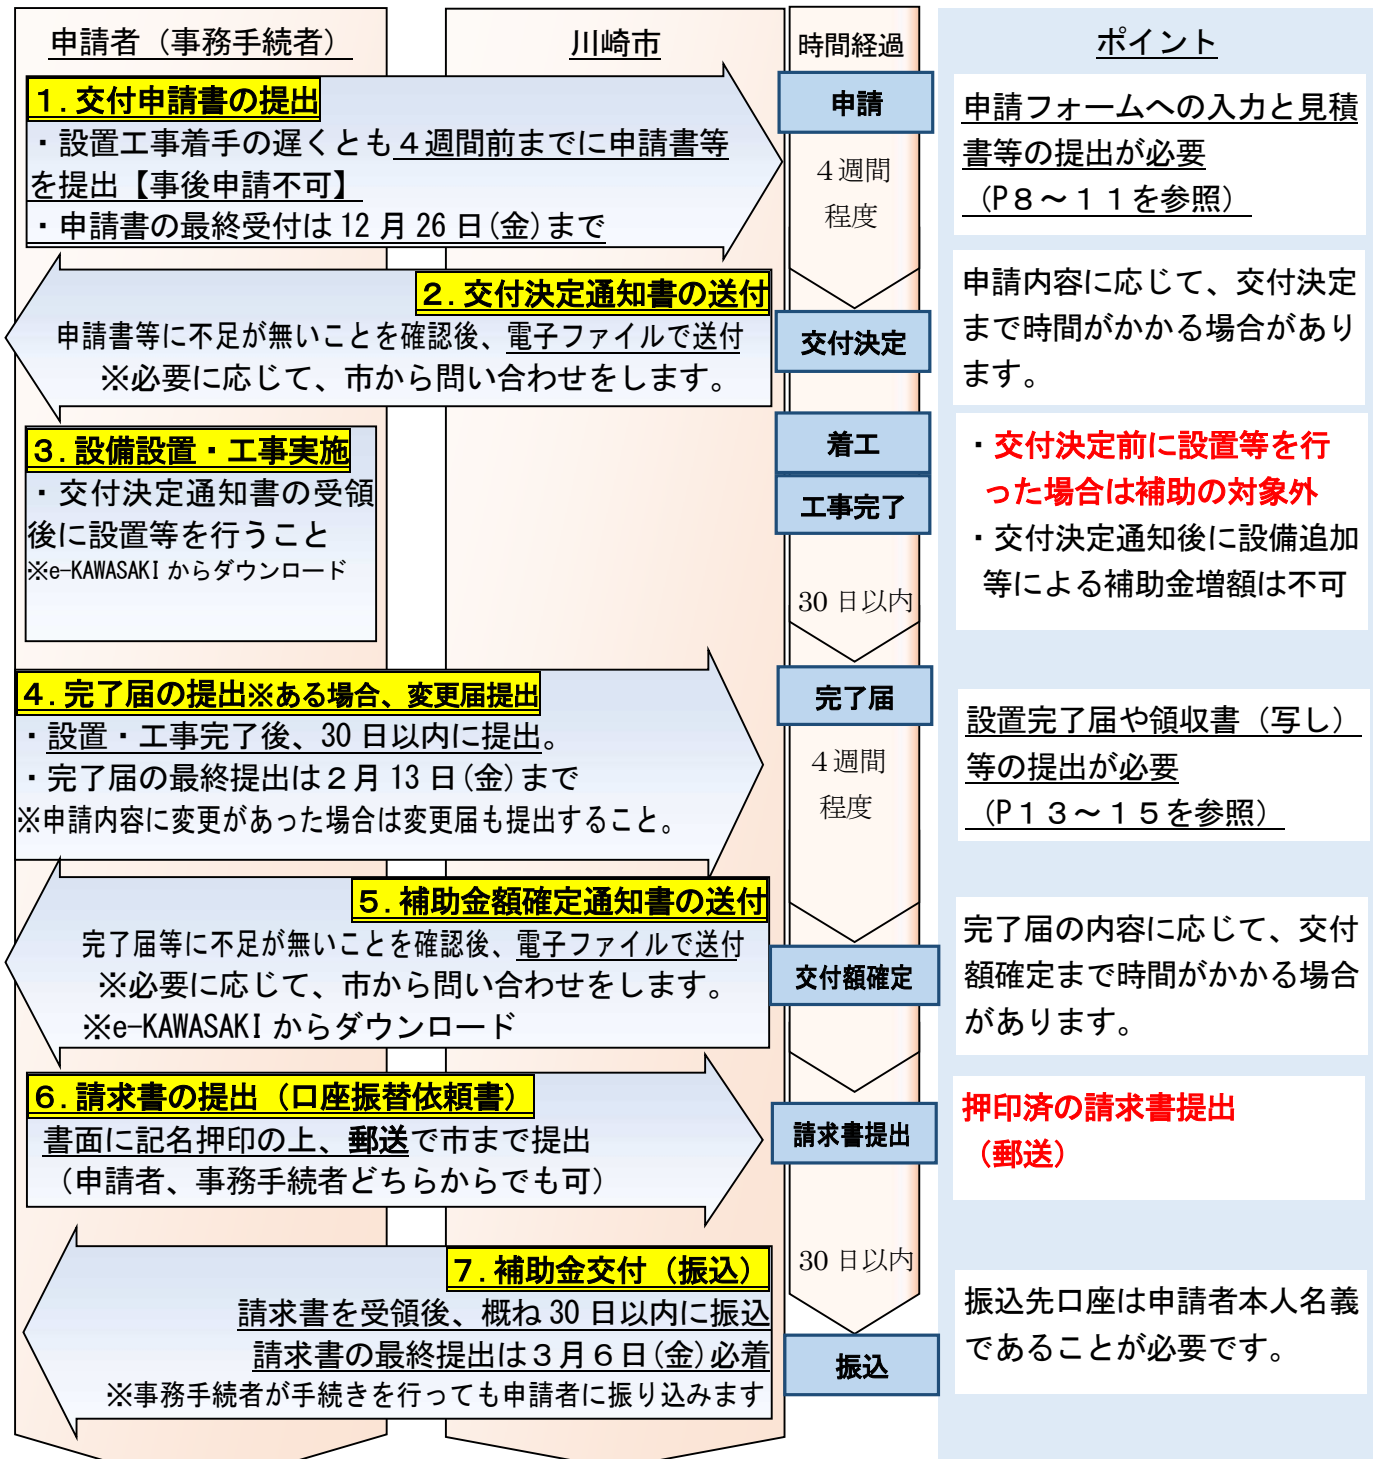 申請者（事務手続者）
川崎市
時間経過
ポイント
１.交付申請書の提出
・設置工事着手の遅くとも４週間前までに申請書等
を提出【事後申請不可】
・申請書の最終受付は12月26日(金)まで
申請
４週間
程度
申請フォームへの入力と見積
書等の提出が必要
（P８～１１を参照）
２.交付決定通知書の送付
申請書等に不足が無いことを確認後、電子ファイルで送付
※必要に応じて、市から問い合わせをします。
交付決定
申請内容に応じて、交付決定
まで時間がかかる場合があり
ます。
３.設備設置・工事実施
・交付決定通知書の受領
後に設置等を行うこと
※e-KAWASAKIからダウンロード
着工
工事完了
30日以内
・交付決定前に設置等を行
った場合は補助の対象外
・交付決定通知後に設備追加
等による補助金増額は不可
４.完了届の提出※ある場合、変更届提出
・設置・工事完了後、30日以内に提出。
・完了届の最終提出は２月13日(金)まで
※申請内容に変更があった場合は変更届も提出すること。
完了届
４週間
程度
設置完了届や領収書（写し）
等の提出が必要
（P１３～１５を参照）
５.補助金額確定通知書の送付
完了届等に不足が無いことを確認後、電子ファイルで送付
※必要に応じて、市から問い合わせをします。
※e-KAWASAKIからダウンロード
交付額確定
完了届の内容に応じて、交付
額確定まで時間がかかる場合
があります。
６.請求書の提出（口座振替依頼書）
書面に記名押印の上、郵送で市まで提出
（申請者、事務手続者どちらからでも可）
請求書提出
押印済の請求書提出
（郵送）
７.補助金交付（振込）
請求書を受領後、概ね30日以内に振込
請求書の最終提出は３月６日(金)必着
※事務手続者が手続きを行っても申請者に振り込みます
30日以内
振込
振込先口座は申請者本人名義
であることが必要です。